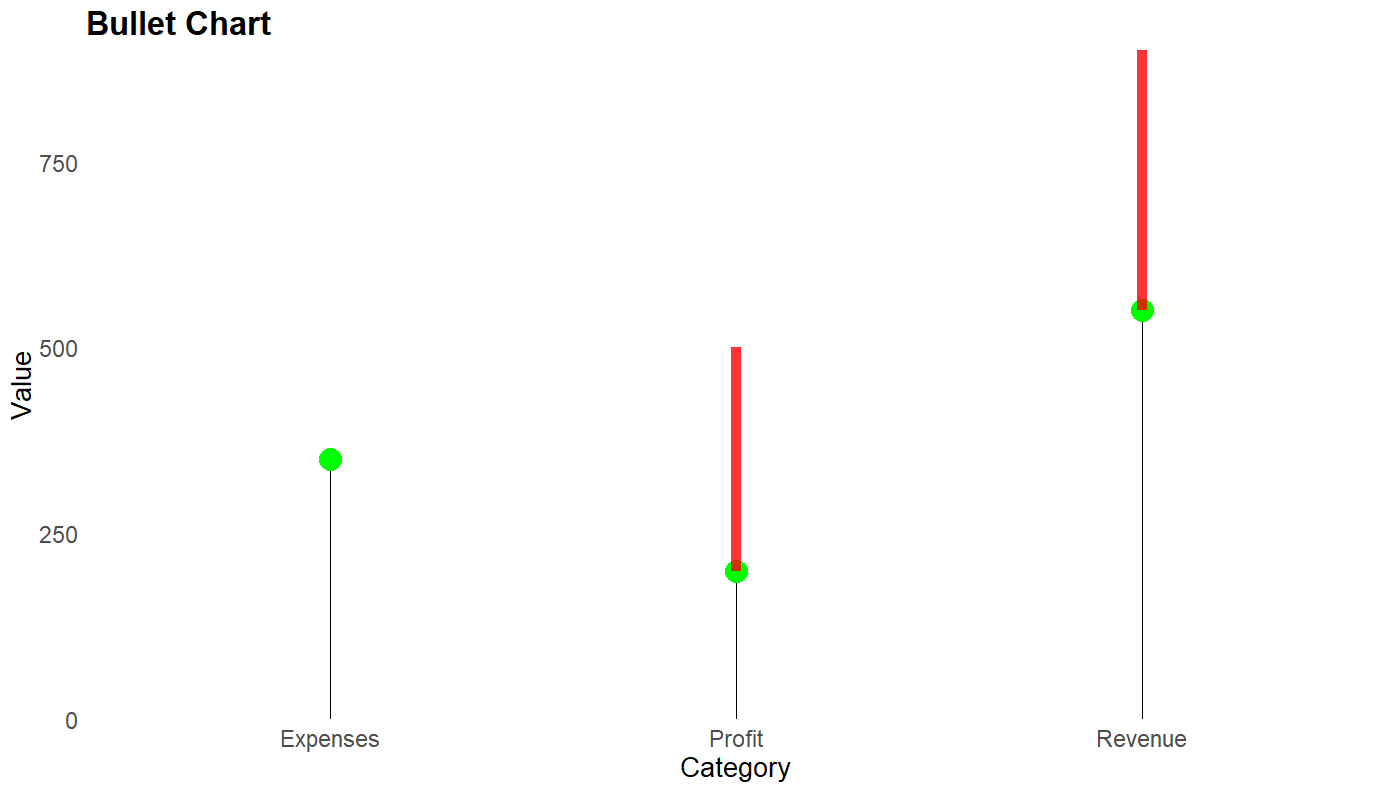 Bullet Chart
750
500
250
0
Value
Expenses
Profit
Revenue
Category